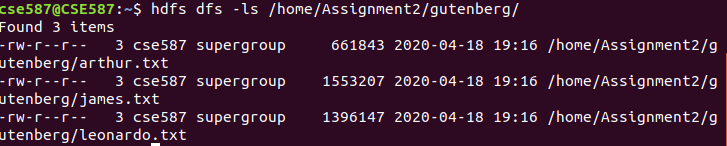 cse587@CSE587:~$ hdfs dfs -ls /home/Assignment2/gutenberg/
Found 3 items
-rw-r--r--   3 cse587 supergroup     661843 2020-04-18 19:16 /home/Assignment2/g
utenberg/arthur.txt
-rw-r--r--   3 cse587 supergroup    1553207 2020-04-18 19:16 /home/Assignment2/g
utenberg/james.txt
-rw-r--r--   3 cse587 supergroup    1396147 2020-04-18 19:16 /home/Assignment2/g
utenberg/leonardo.txt